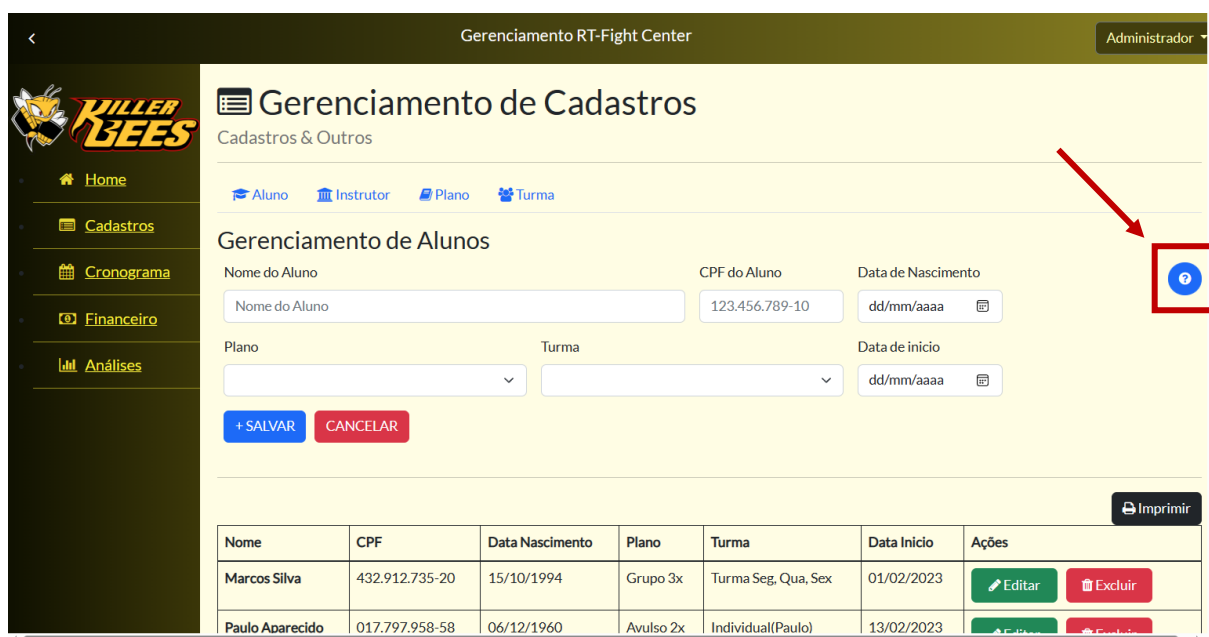 Gerenciamento RT-Fight Center
Administrador
KILLER
BEES
Home
Cadastros
Cronograma
Financeiro
Análises
Gerenciamento de Cadastros
Cadastros & Outros
Aluno Instrutor Plano Turma
Gerenciamento de Alunos
Nome do Aluno CPF do Aluno Data de Nascimento
Nome do Aluno 123.456.789-10 dd/mm/aaaa
Plano Turma Data de inicio
dd/mm/aaaa
+ SALVAR CANCELAR
Imprimir
Nome CPF Data Nascimento Plano Turma Data Inicio Ações
Marcos Silva 432.912.735-20 15/10/1994 Grupo 3x Turma Seg, Qua, Sex 01/02/2023 Editar Excluir
Paulo Aparecido 017.797.958-58 06/12/1960 Avulso 2x Individual(Paulo) 13/02/2023 Editar Excluir